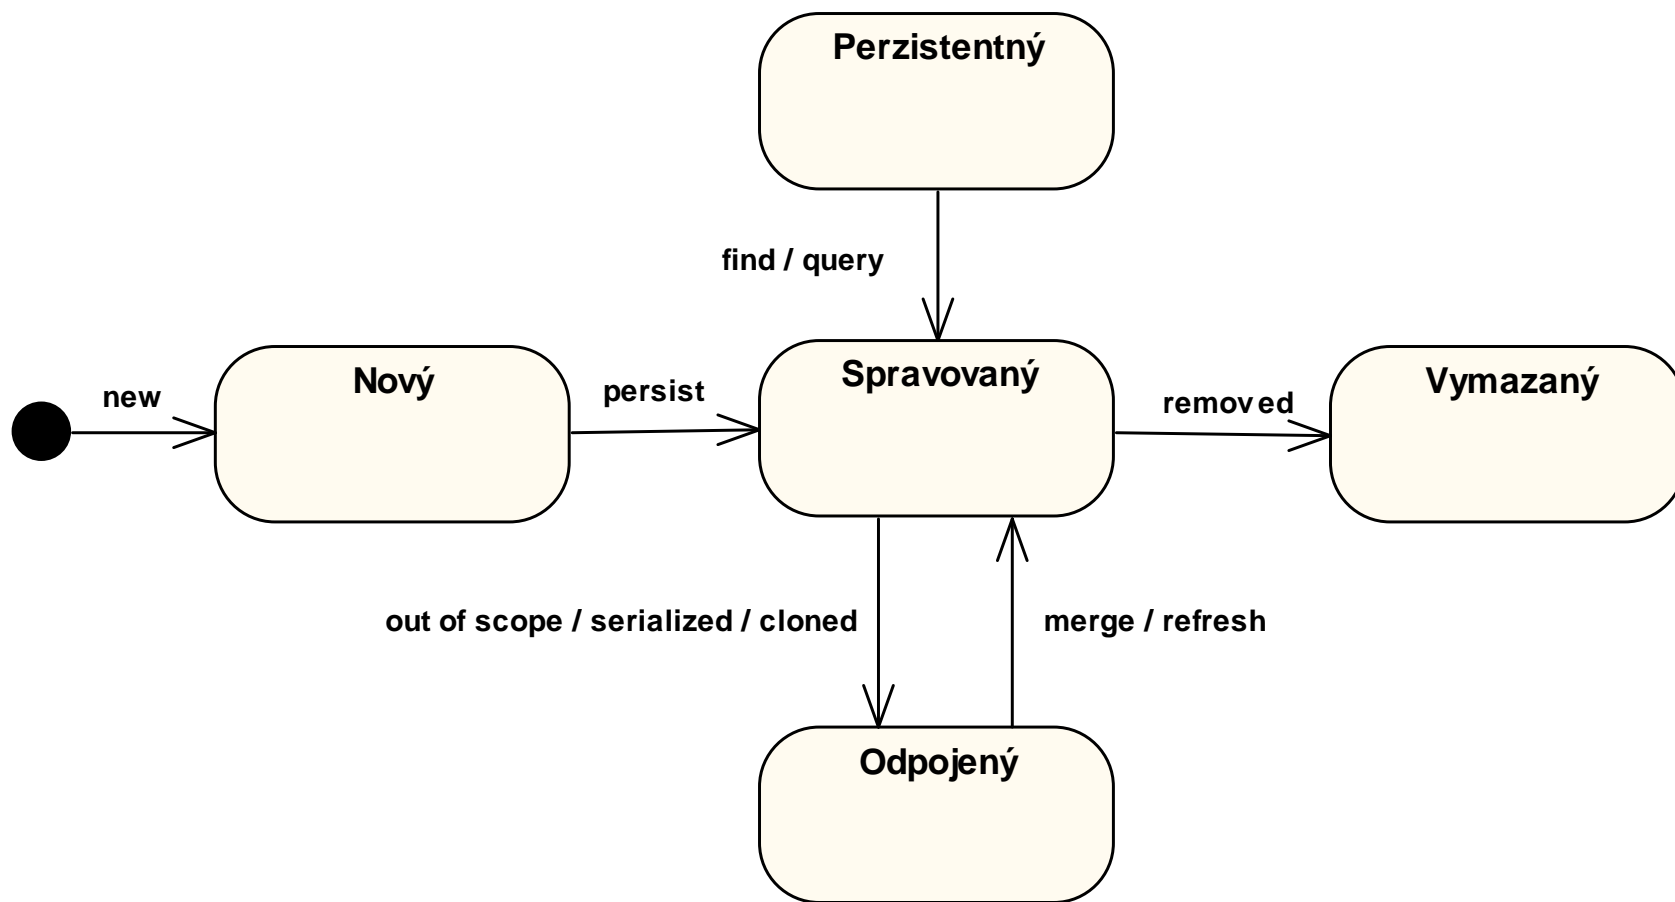 Perzistentný
find / query
new
Nový
persist
Spravovaný
removed
Vymazaný
out of scope / serialized / cloned
merge / refresh
Odpojený